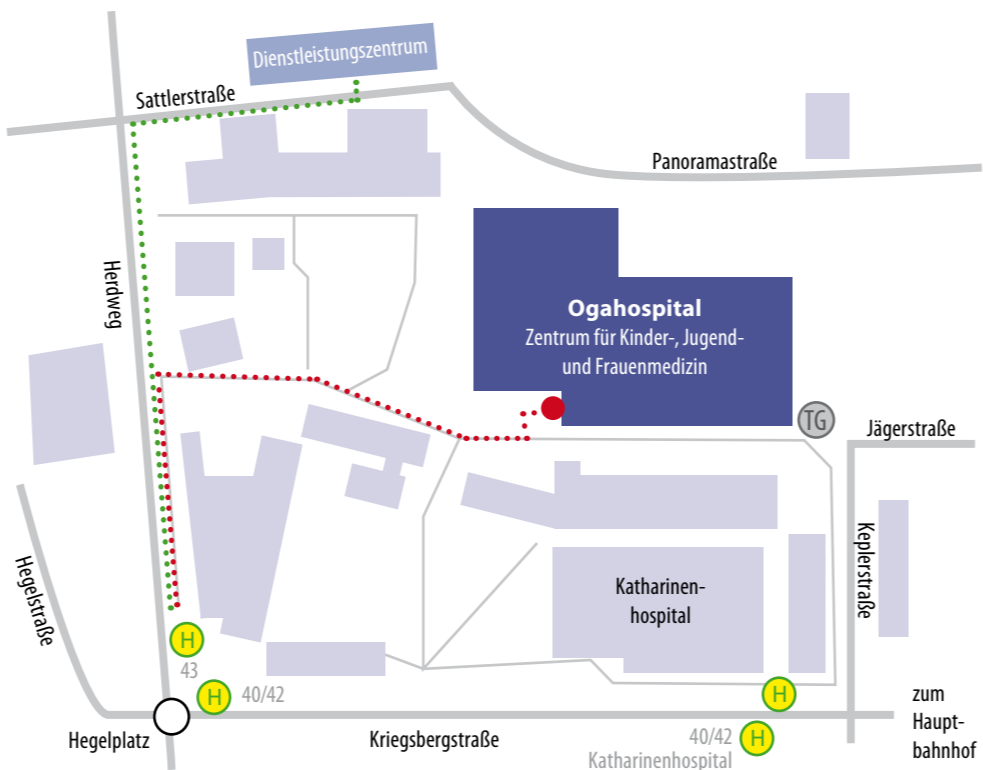 Dienstleistungszentrum
Sattlerstraße
Panoramastraße
Herdweg
Ogahospital
Zentrum für Kinder-, Jugend-
und Frauenmedizin
TG
Jägerstraße
Hegelstraße
Keplerstraße
Katharinen-
hospital
H
43
H
40/42
H
zum
Haupt-
bahnhof
Hegelplatz
Kriegsbergstraße
40/42
H
Katharinenhospital